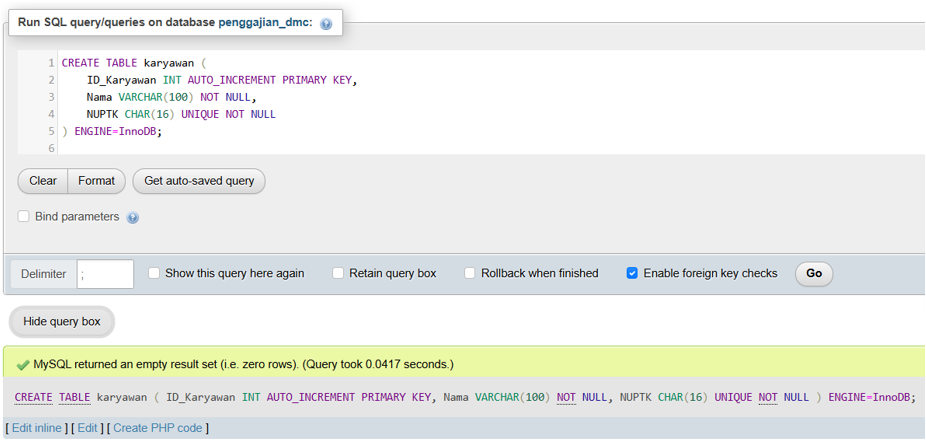 Run SQL query/queries on database penggajian_dmc:
1 CREATE TABLE karyawan (
2 ID_Karyawan INT AUTO_INCREMENT PRIMARY KEY,
3 Nama VARCHAR(100) NOT NULL,
4 NUPTK CHAR(16) UNIQUE NOT NULL
5 ) ENGINE=InnoDB;
6
Clear Format Get auto-saved query
Bind parameters
Delimiter ; Show this query here again Retain query box Rollback when finished Enable foreign key checks Go
Hide query box
MySQL returned an empty result set (i.e. zero rows). (Query took 0.0417 seconds.)
CREATE TABLE karyawan ( ID_Karyawan INT AUTO_INCREMENT PRIMARY KEY, Nama VARCHAR(100) NOT NULL, NUPTK CHAR(16) UNIQUE NOT NULL ) ENGINE=InnoDB;
[ Edit inline ] [ Edit ] [ Create PHP code ]